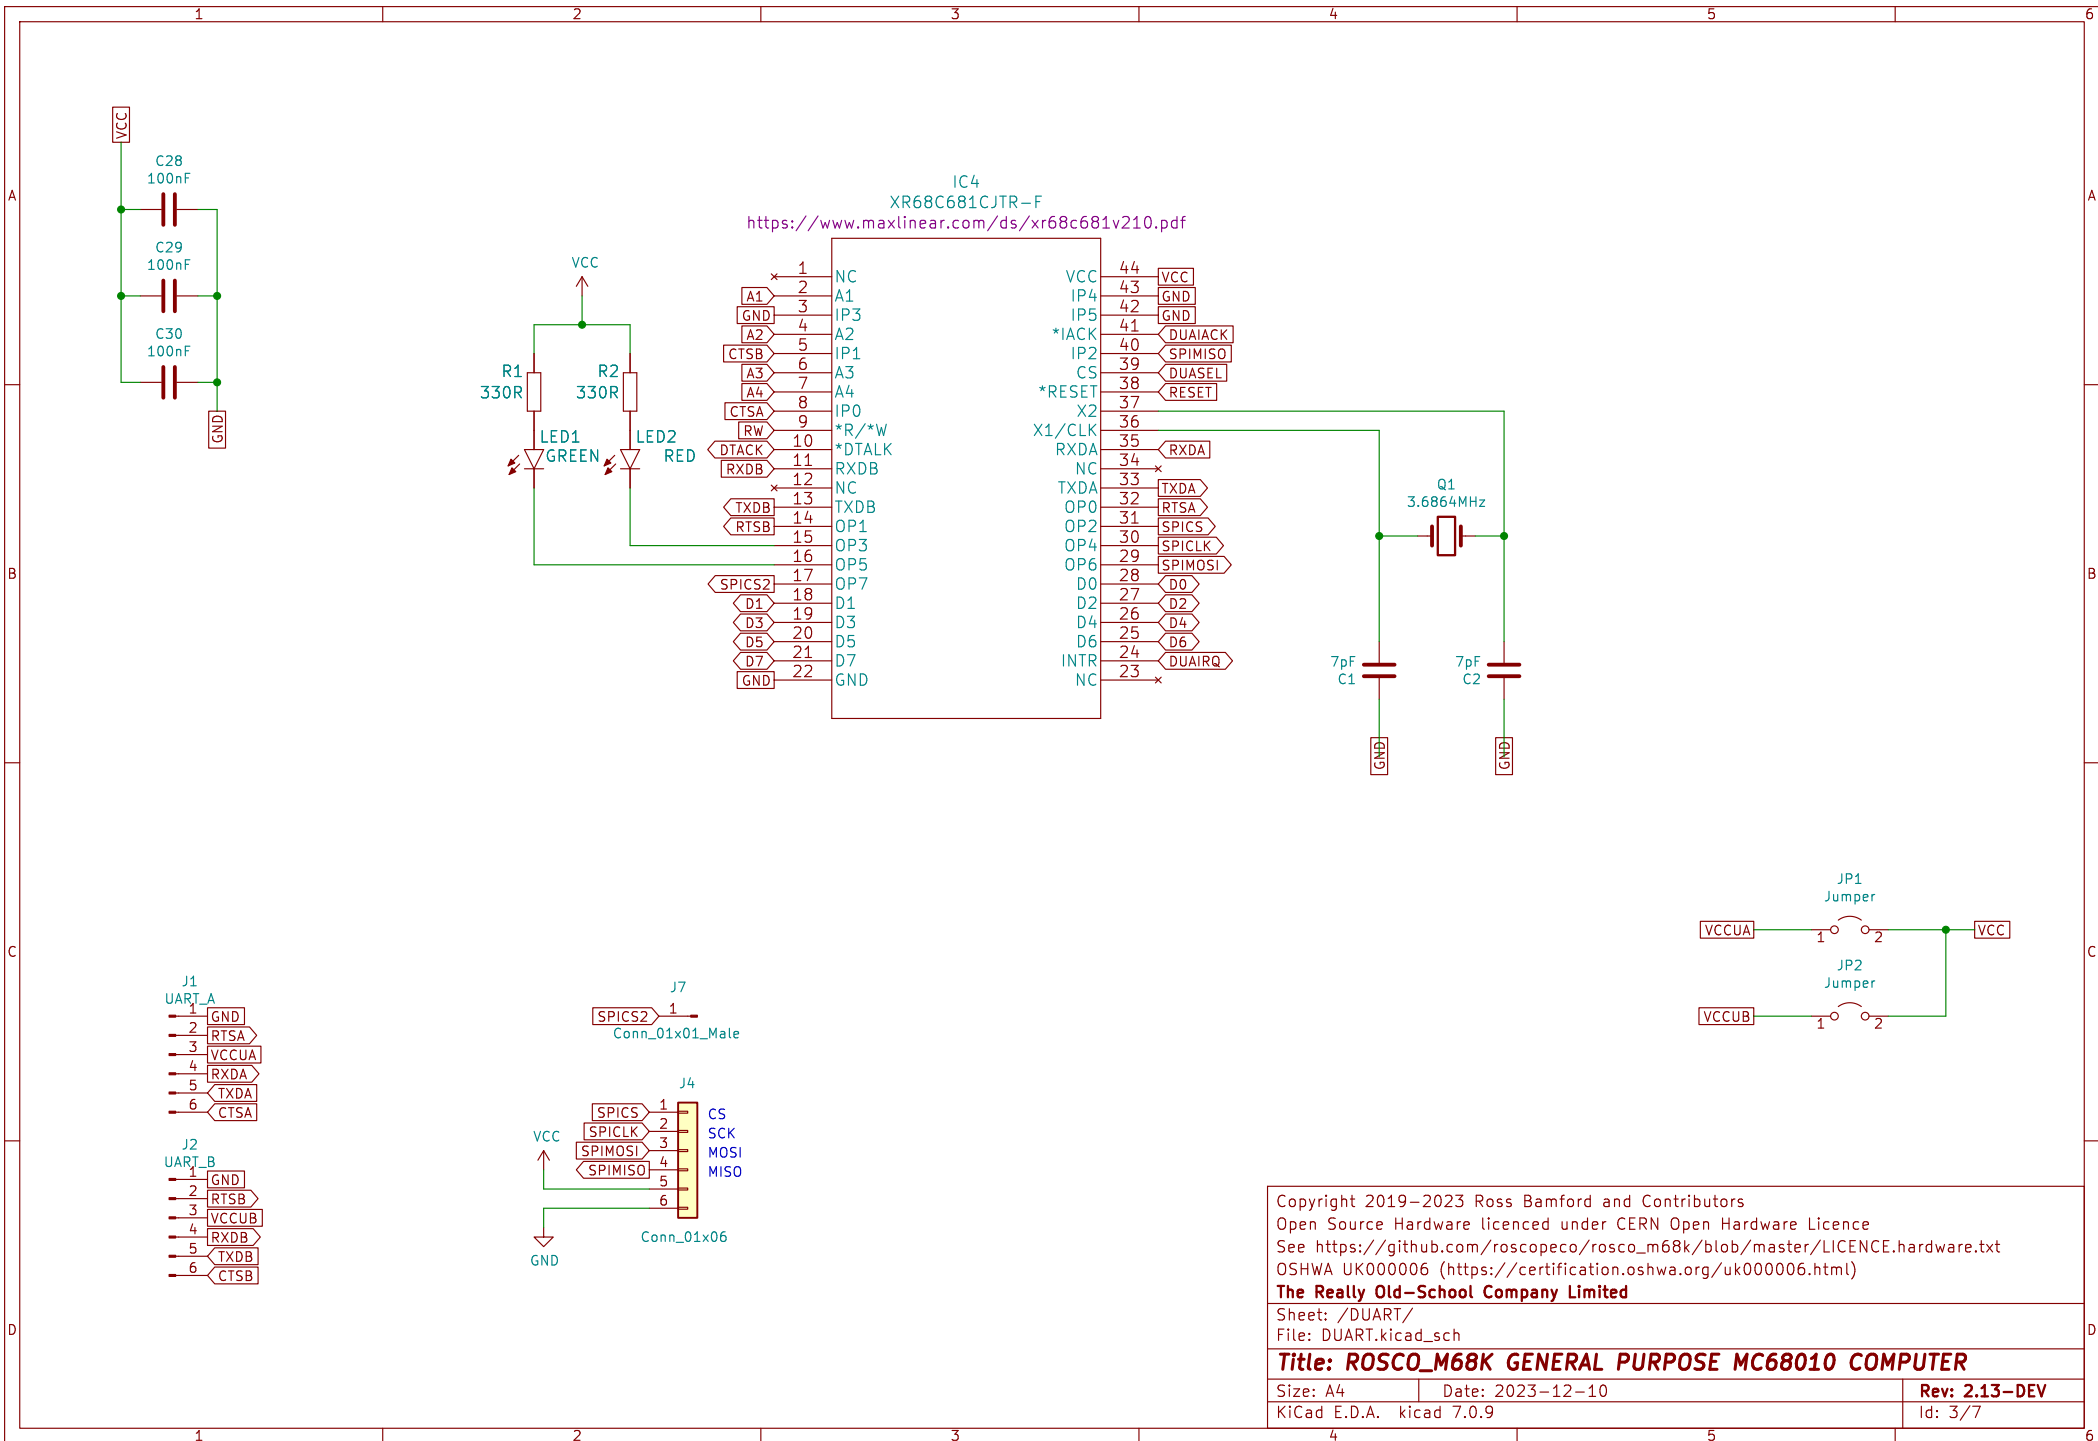 1 2 3 4 5 6
A
B
C
D
A
B
C
D
VCC
C28
100nF
C29
100nF
C30
100nF
GND
VCC
R1
330R
R2
330R
LED1
GREEN
LED2
RED
IC4
XR68C681CJTR-F
https://www.maxlinear.com/ds/xr68c681v210.pdf
1 NC
A1 2 A1
GND 3 IP3
A2 4 A2
CTSB 5 IP1
A3 6 A3
A4 7 A4
CTSA 8 IP0
RW 9 *R/*W
DTACK 10 *DTALK
RXDB 11 RXDB
12 NC
TXDB 13 TXDB
RTSB 14 OP1
15 OP3
16 OP5
SPICS2 17 OP7
D1 18 D1
D3 19 D3
D5 20 D5
D7 21 D7
GND 22 GND
VCC 44 VCC
IP4 43 GND
IP5 42 GND
*IACK 41 DUAIACK
IP2 40 SPIMISO
CS 39 DUASEL
*RESET 38 RESET
X2 37
X1/CLK 36
RXDA 35 RXDA
NC 34
TXDA 33 TXDA
OP0 32 RTSA
OP2 31 SPICS
OP4 30 SPICLK
OP6 29 SPIMOSI
D0 28 D0
D2 27 D2
D4 26 D4
D6 25 D6
INTR 24 DUAIRQ
NC 23
Q1
3.6864MHz
7pF
C1
7pF
C2
GND
GND
JP1
Jumper
VCCUA 1 2 VCC
JP2
Jumper
VCCUB 1 2
J1
UART_A
1 GND
2 RTSA
3 VCCUA
4 RXDA
5 TXDA
6 CTSA
J2
UART_B
1 GND
2 RTSB
3 VCCUB
4 RXDB
5 TXDB
6 CTSB
J7
SPICS2 1
Conn_01x01_Male
J4
SPICS 1 CS
SPICLK 2 SCK
SPIMOSI 3 MOSI
SPIMISO 4 MISO
VCC
5
6
Conn_01x06
GND
Copyright 2019-2023 Ross Bamford and Contributors
Open Source Hardware licenced under CERN Open Hardware Licence
See https://github.com/roscopeco/rosco_m68k/blob/master/LICENCE.hardware.txt
OSHWA UK000006 (https://certification.oshwa.org/uk000006.html)
The Really Old-School Company Limited
Sheet: /DUART/
File: DUART.kicad_sch
Title: ROSCO_M68K GENERAL PURPOSE MC68010 COMPUTER
Size: A4 Date: 2023-12-10 Rev: 2.13-DEV
KiCad E.D.A. kicad 7.0.9 Id: 3/7
1 2 3 4 5 6